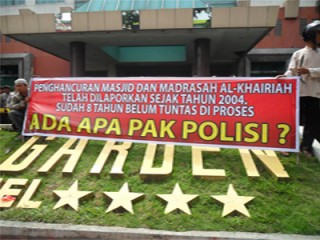 PENGHANCURAN MASJID DAN MADRASAH AL-KHAIRIAH
TELAH DILAPORKAN SEJAK TAHUN 2004.
SUDAH 8 TAHUN BELUM TUNTAS DI PROSES
ADA APA PAK POLISI ?
GARDEN
EL ★★★★